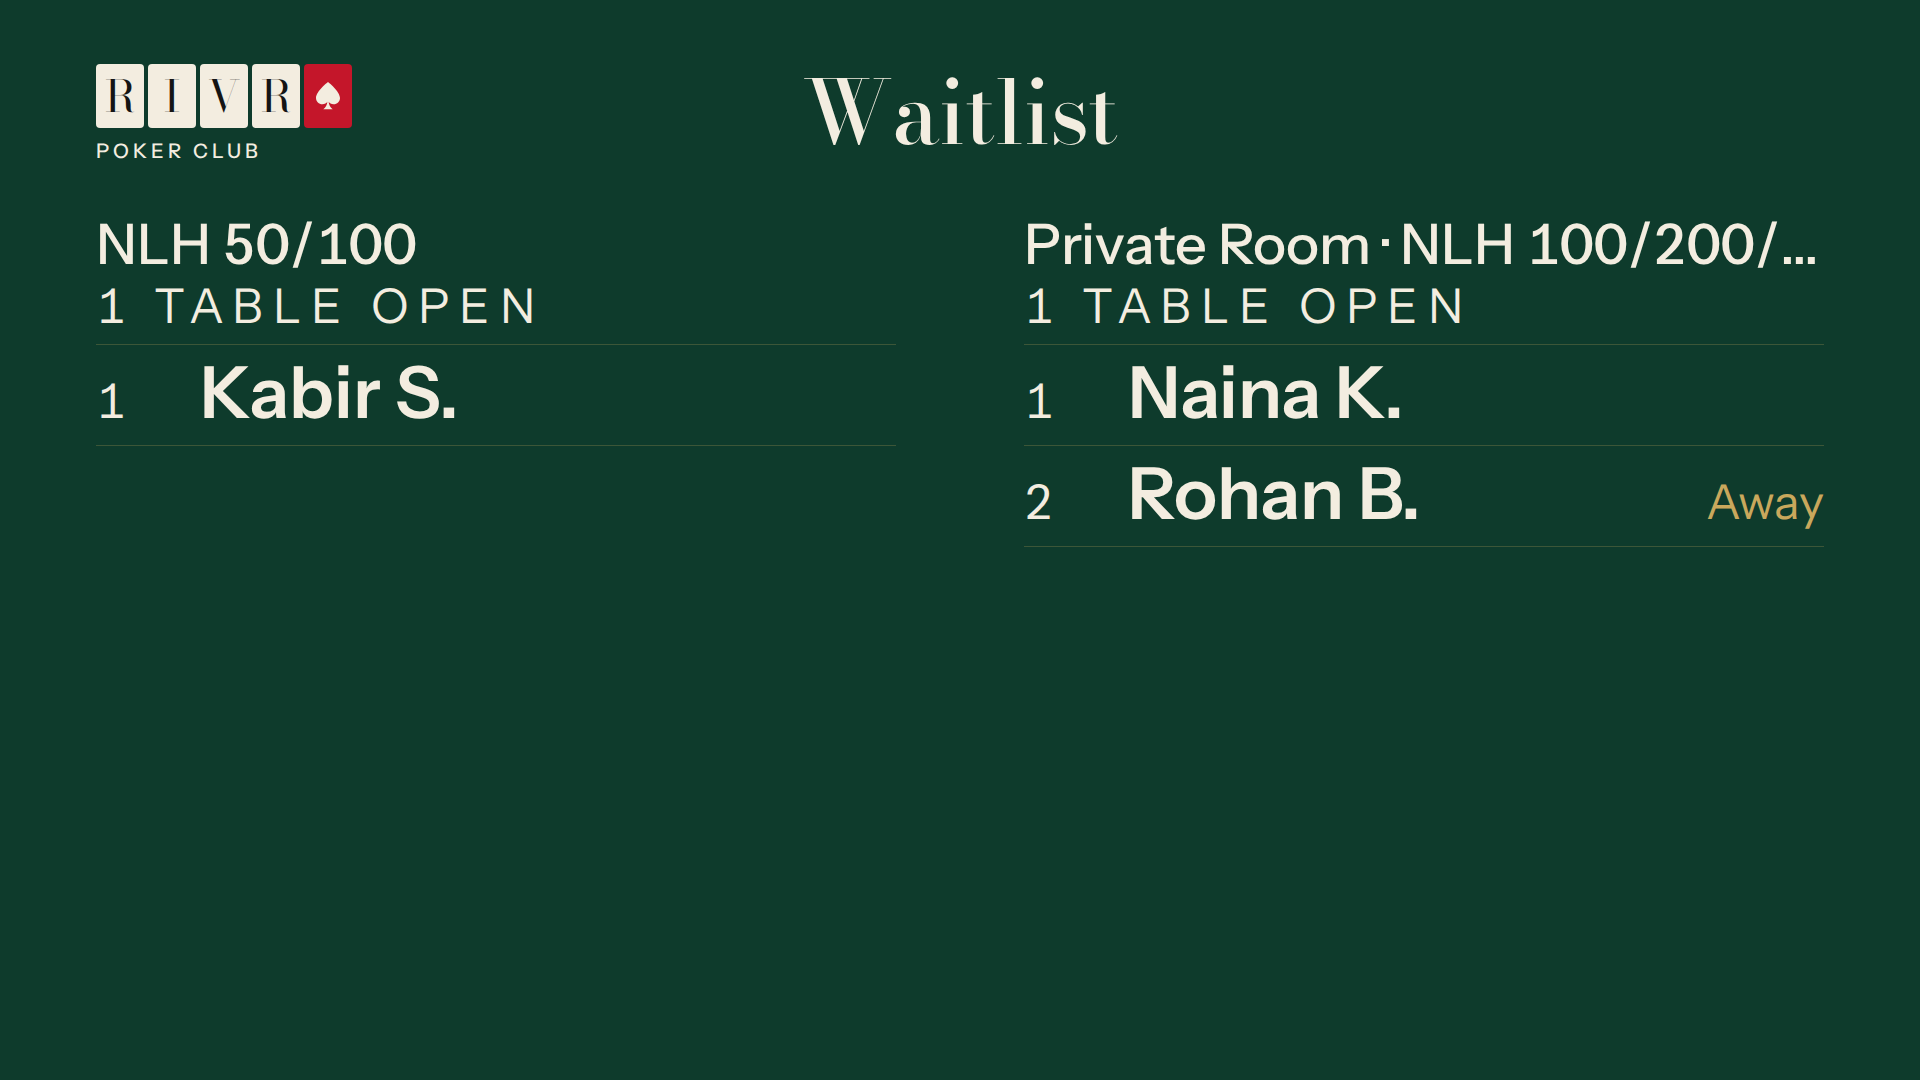 RIVR
POKER CLUB
Waitlist
NLH 50/100
1 TABLE OPEN
1 Kabir S.
Private Room · NLH 100/200/...
1 TABLE OPEN
1 Naina K.
2 Rohan B. Away